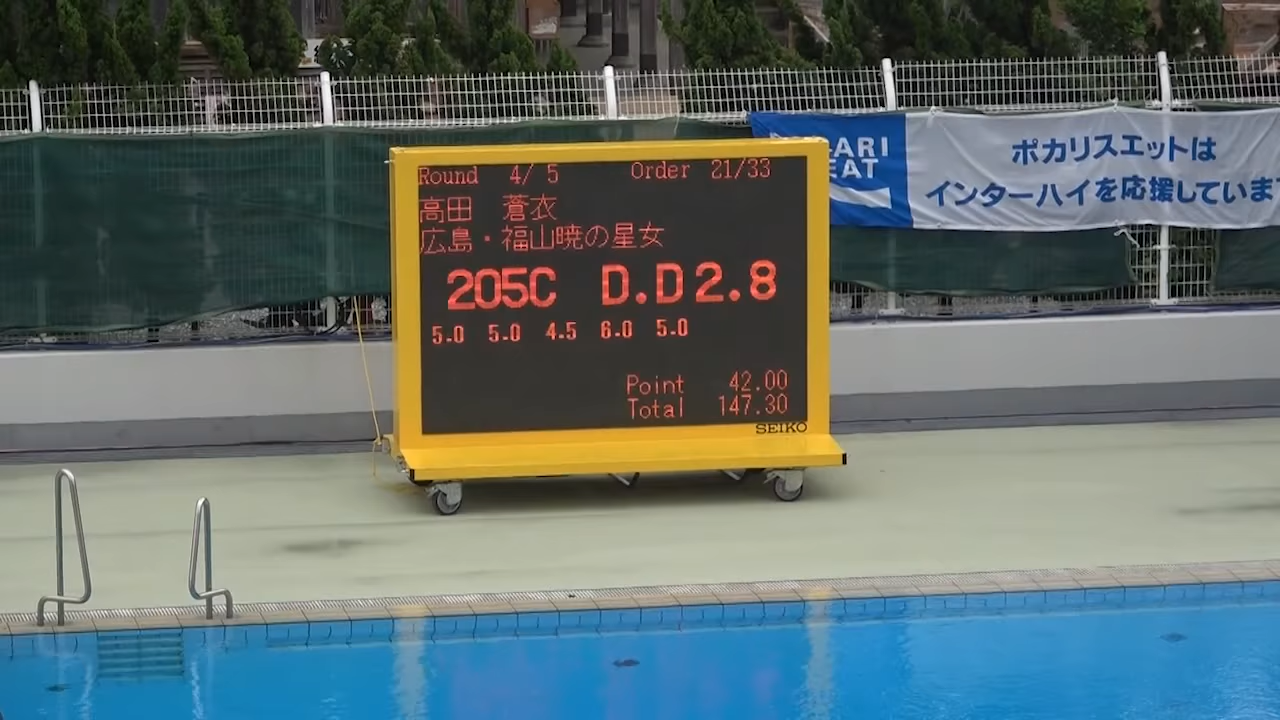 Round 4/ 5 Order 21/33
高田 蒼衣
広島・福山暁の星女
205C D.D 2.8
5.0 5.0 4.5 6.0 5.0
Point 42.00
Total 147.30
SEIKO
ポカリスエットは
インターハイを応援していま